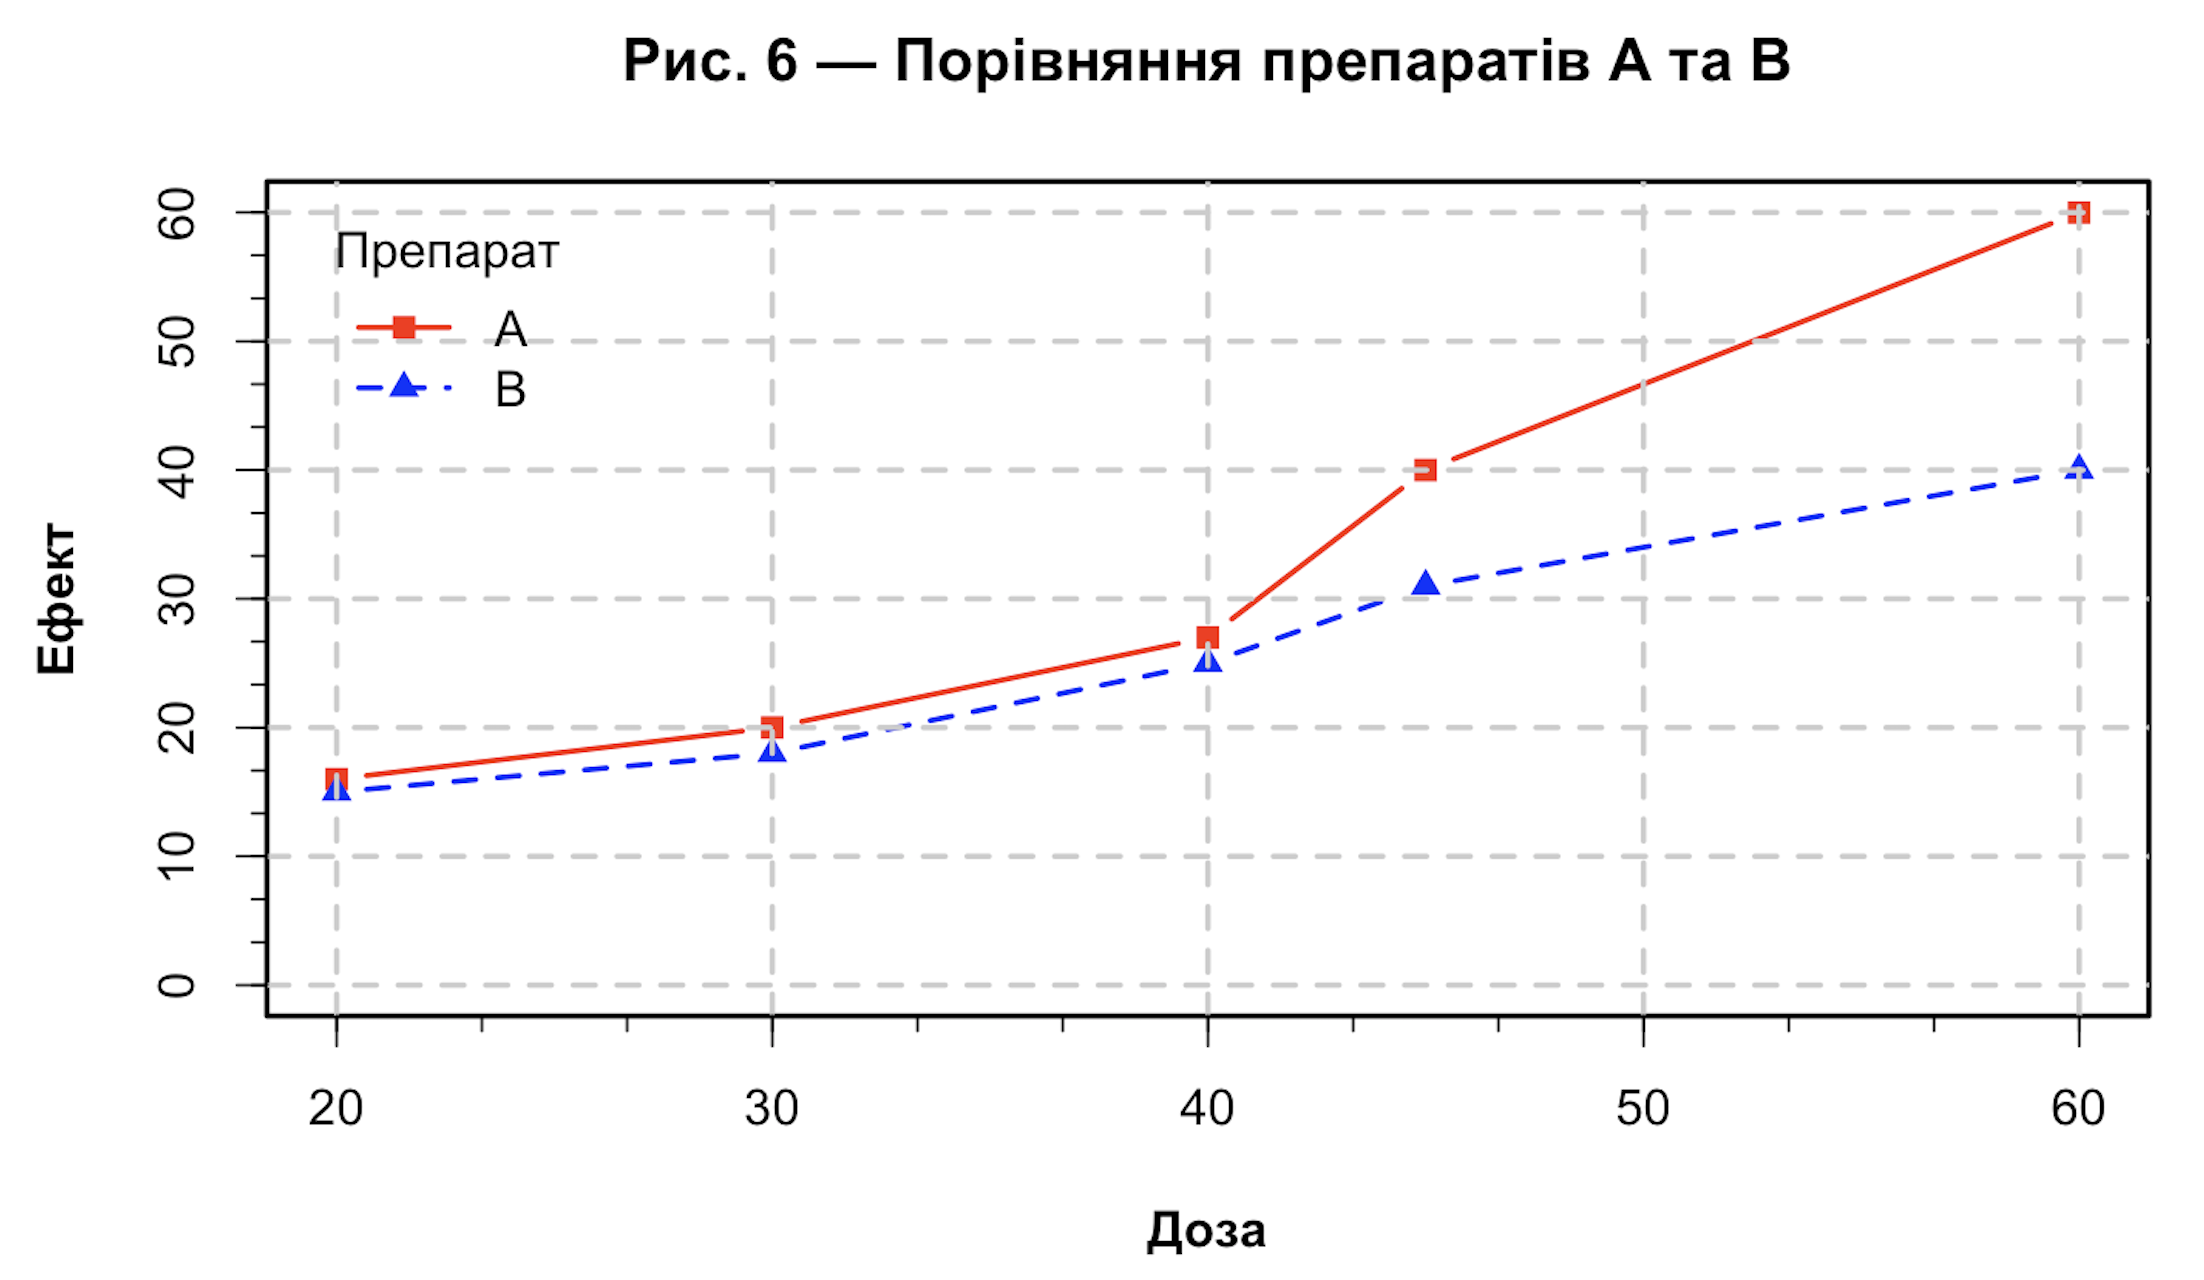 Рис. 6 — Порівняння препаратів A та B
Препарат
A
B
Ефект
60
50
40
30
20
10
0
20 30 40 50 60
Доза